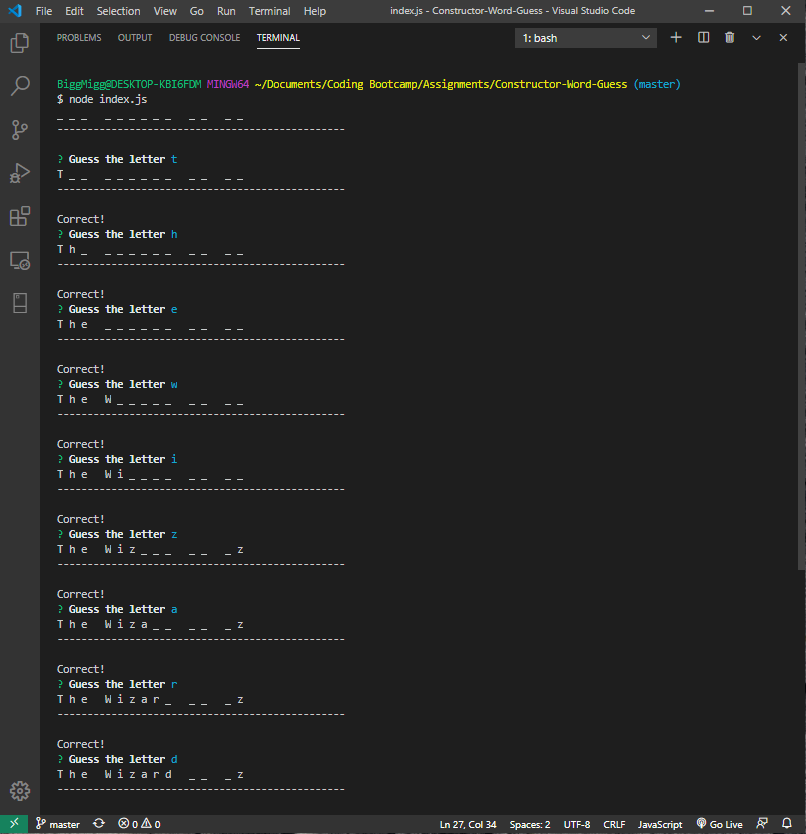 File Edit Selection View Go Run Terminal Help index.js - Constructor-Word-Guess - Visual Studio Code
PROBLEMS OUTPUT DEBUG CONSOLE TERMINAL 1: bash
BiggMigg@DESKTOP-KBI6FDM MINGW64 ~/Documents/Coding Bootcamp/Assignments/Constructor-Word-Guess (master)
$ node index.js
_ _ _   _ _ _ _ _ _   _ _   _ _
------------------------------------------------
? Guess the letter t
T _ _   _ _ _ _ _ _   _ _   _ _
------------------------------------------------
Correct!
? Guess the letter h
T h _   _ _ _ _ _ _   _ _   _ _
------------------------------------------------
Correct!
? Guess the letter e
T h e   _ _ _ _ _ _   _ _   _ _
------------------------------------------------
Correct!
? Guess the letter w
T h e   W _ _ _ _ _   _ _   _ _
------------------------------------------------
Correct!
? Guess the letter i
T h e   W i _ _ _ _   _ _   _ _
------------------------------------------------
Correct!
? Guess the letter z
T h e   W i z _ _ _   _ _   _ z
------------------------------------------------
Correct!
? Guess the letter a
T h e   W i z a _ _   _ _   _ z
------------------------------------------------
Correct!
? Guess the letter r
T h e   W i z a r _   _ _   _ z
------------------------------------------------
Correct!
? Guess the letter d
T h e   W i z a r d   _ _   _ z
------------------------------------------------
master 0 0 Ln 27, Col 34 Spaces: 2 UTF-8 CRLF JavaScript Go Live